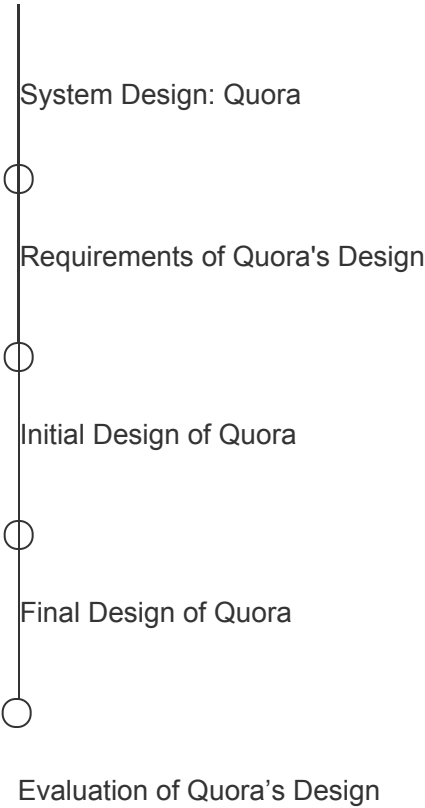 System Design: Quora
Requirements of Quora's Design
Initial Design of Quora
Final Design of Quora
Evaluation of Quora’s Design